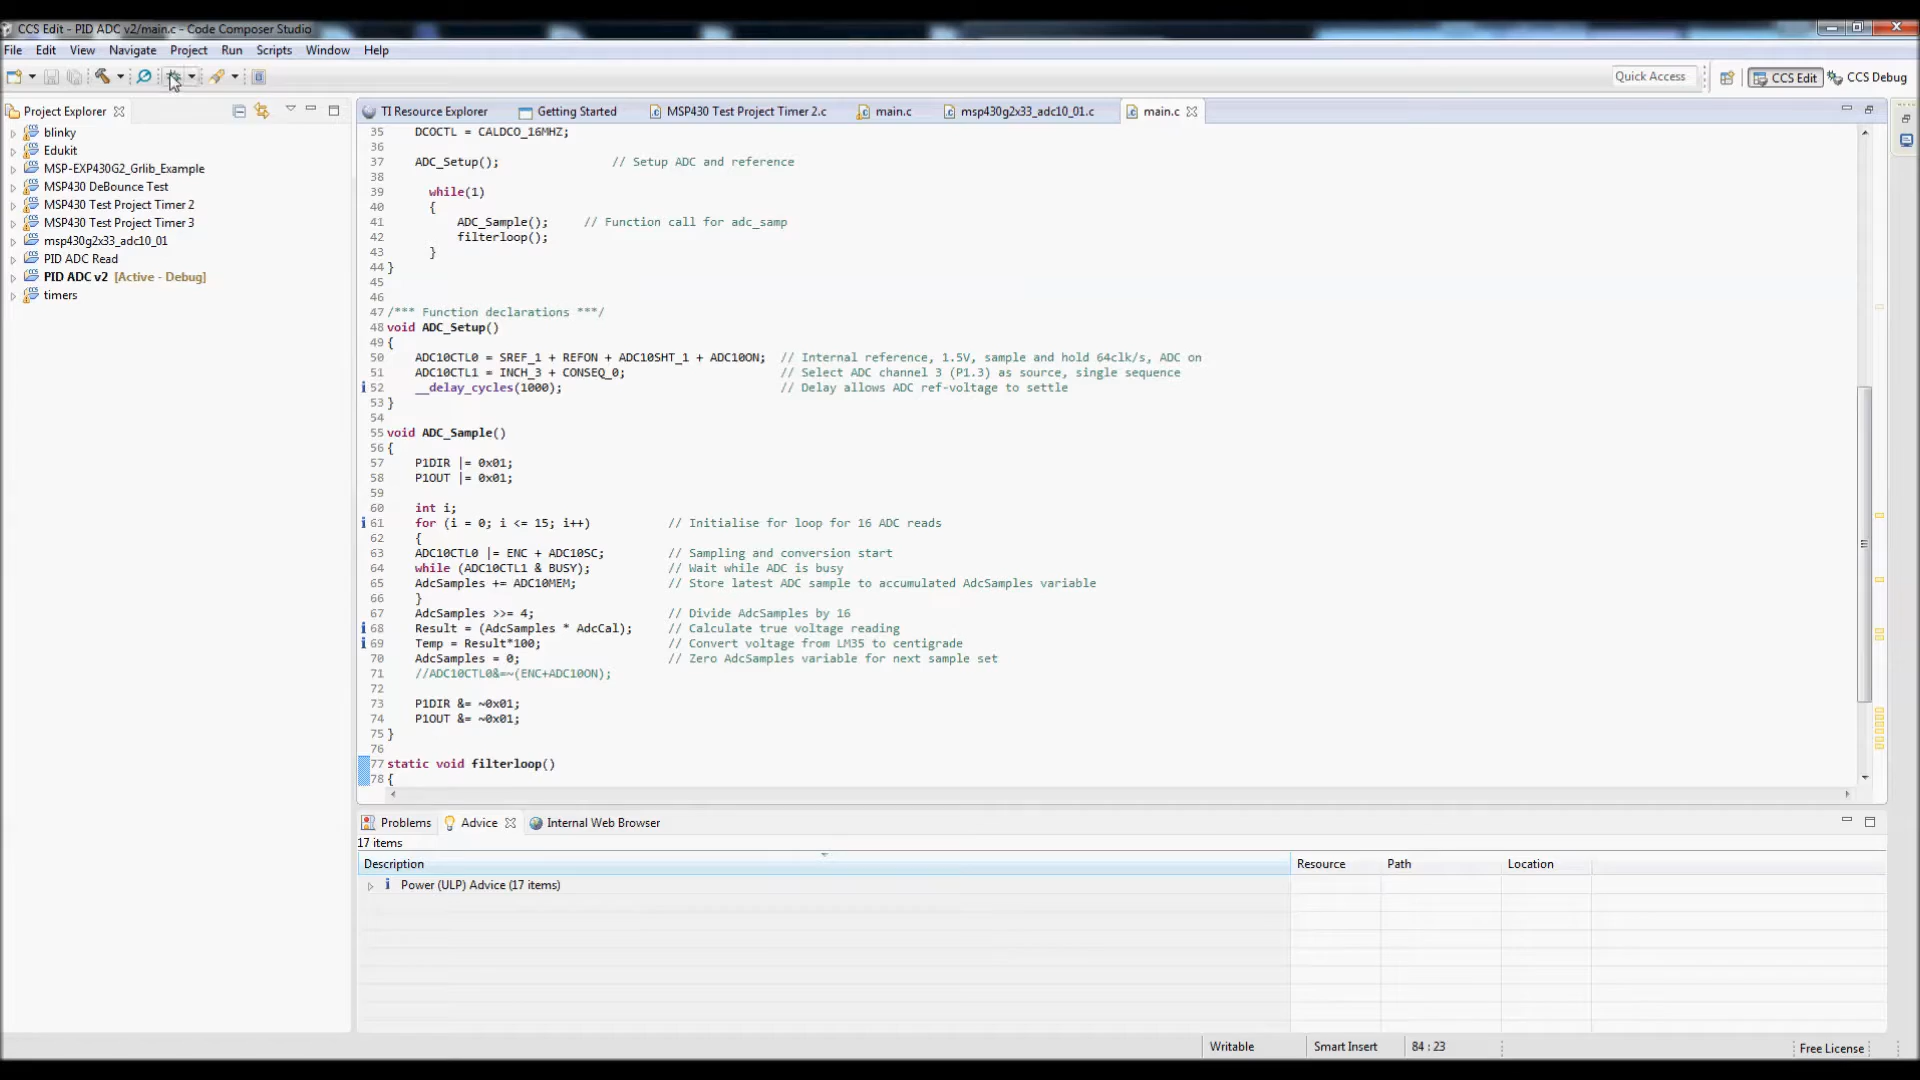 CCS Edit - PID ADC v2/main.c - Code Composer Studio
File Edit View Navigate Project Run Scripts Window Help
Quick Access CCS Edit CCS Debug
Project Explorer
blinky
Edukit
MSP-EXP430G2_Grlib_Example
MSP430 DeBounce Test
MSP430 Test Project Timer 2
MSP430 Test Project Timer 3
msp430g2x33_adc10_01
PID ADC Read
PID ADC v2 [Active - Debug]
timers
TI Resource Explorer Getting Started MSP430 Test Project Timer 2.c main.c msp430g2x33_adc10_01.c main.c
35 DCOCTL = CALDCO_16MHZ;
36
37 ADC_Setup(); // Setup ADC and reference
38
39 while(1)
40 {
41 ADC_Sample(); // Function call for adc_samp
42 filterloop();
43 }
44 }
45
46
47 /*** Function declarations ***/
48 void ADC_Setup()
49 {
50 ADC10CTL0 = SREF_1 + REFON + ADC10SHT_1 + ADC10ON; // Internal reference, 1.5V, sample and hold 64clk/s, ADC on
51 ADC10CTL1 = INCH_3 + CONSEQ_0; // Select ADC channel 3 (P1.3) as source, single sequence
52 __delay_cycles(1000); // Delay allows ADC ref-voltage to settle
53 }
54
55 void ADC_Sample()
56 {
57 P1DIR |= 0x01;
58 P1OUT |= 0x01;
59
60 int i;
61 for (i = 0; i <= 15; i++) // Initialise for loop for 16 ADC reads
62 {
63 ADC10CTL0 |= ENC + ADC10SC; // Sampling and conversion start
64 while (ADC10CTL1 & BUSY); // Wait while ADC is busy
65 AdcSamples += ADC10MEM; // Store latest ADC sample to accumulated AdcSamples variable
66 }
67 AdcSamples >>= 4; // Divide AdcSamples by 16
68 Result = (AdcSamples * AdcCal); // Calculate true voltage reading
69 Temp = Result*100; // Convert voltage from LM35 to centigrade
70 AdcSamples = 0; // Zero AdcSamples variable for next sample set
71 //ADC10CTL0&=~(ENC+ADC10ON);
72
73 P1DIR &= ~0x01;
74 P1OUT &= ~0x01;
75 }
76
77 static void filterloop()
78 {
Problems Advice Internal Web Browser
17 items
Description Resource Path Location
Power (ULP) Advice (17 items)
Writable Smart Insert 84 : 23 Free License